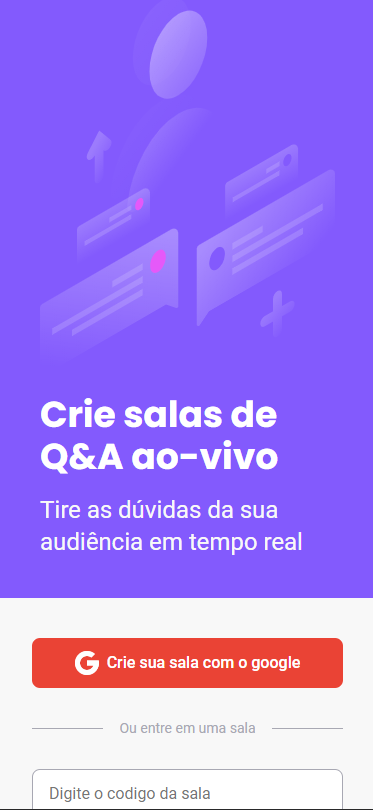 Crie salas de
Q&A ao-vivo
Tire as dúvidas da sua
audiência em tempo real
Crie sua sala com o google
Ou entre em uma sala
Digite o codigo da sala